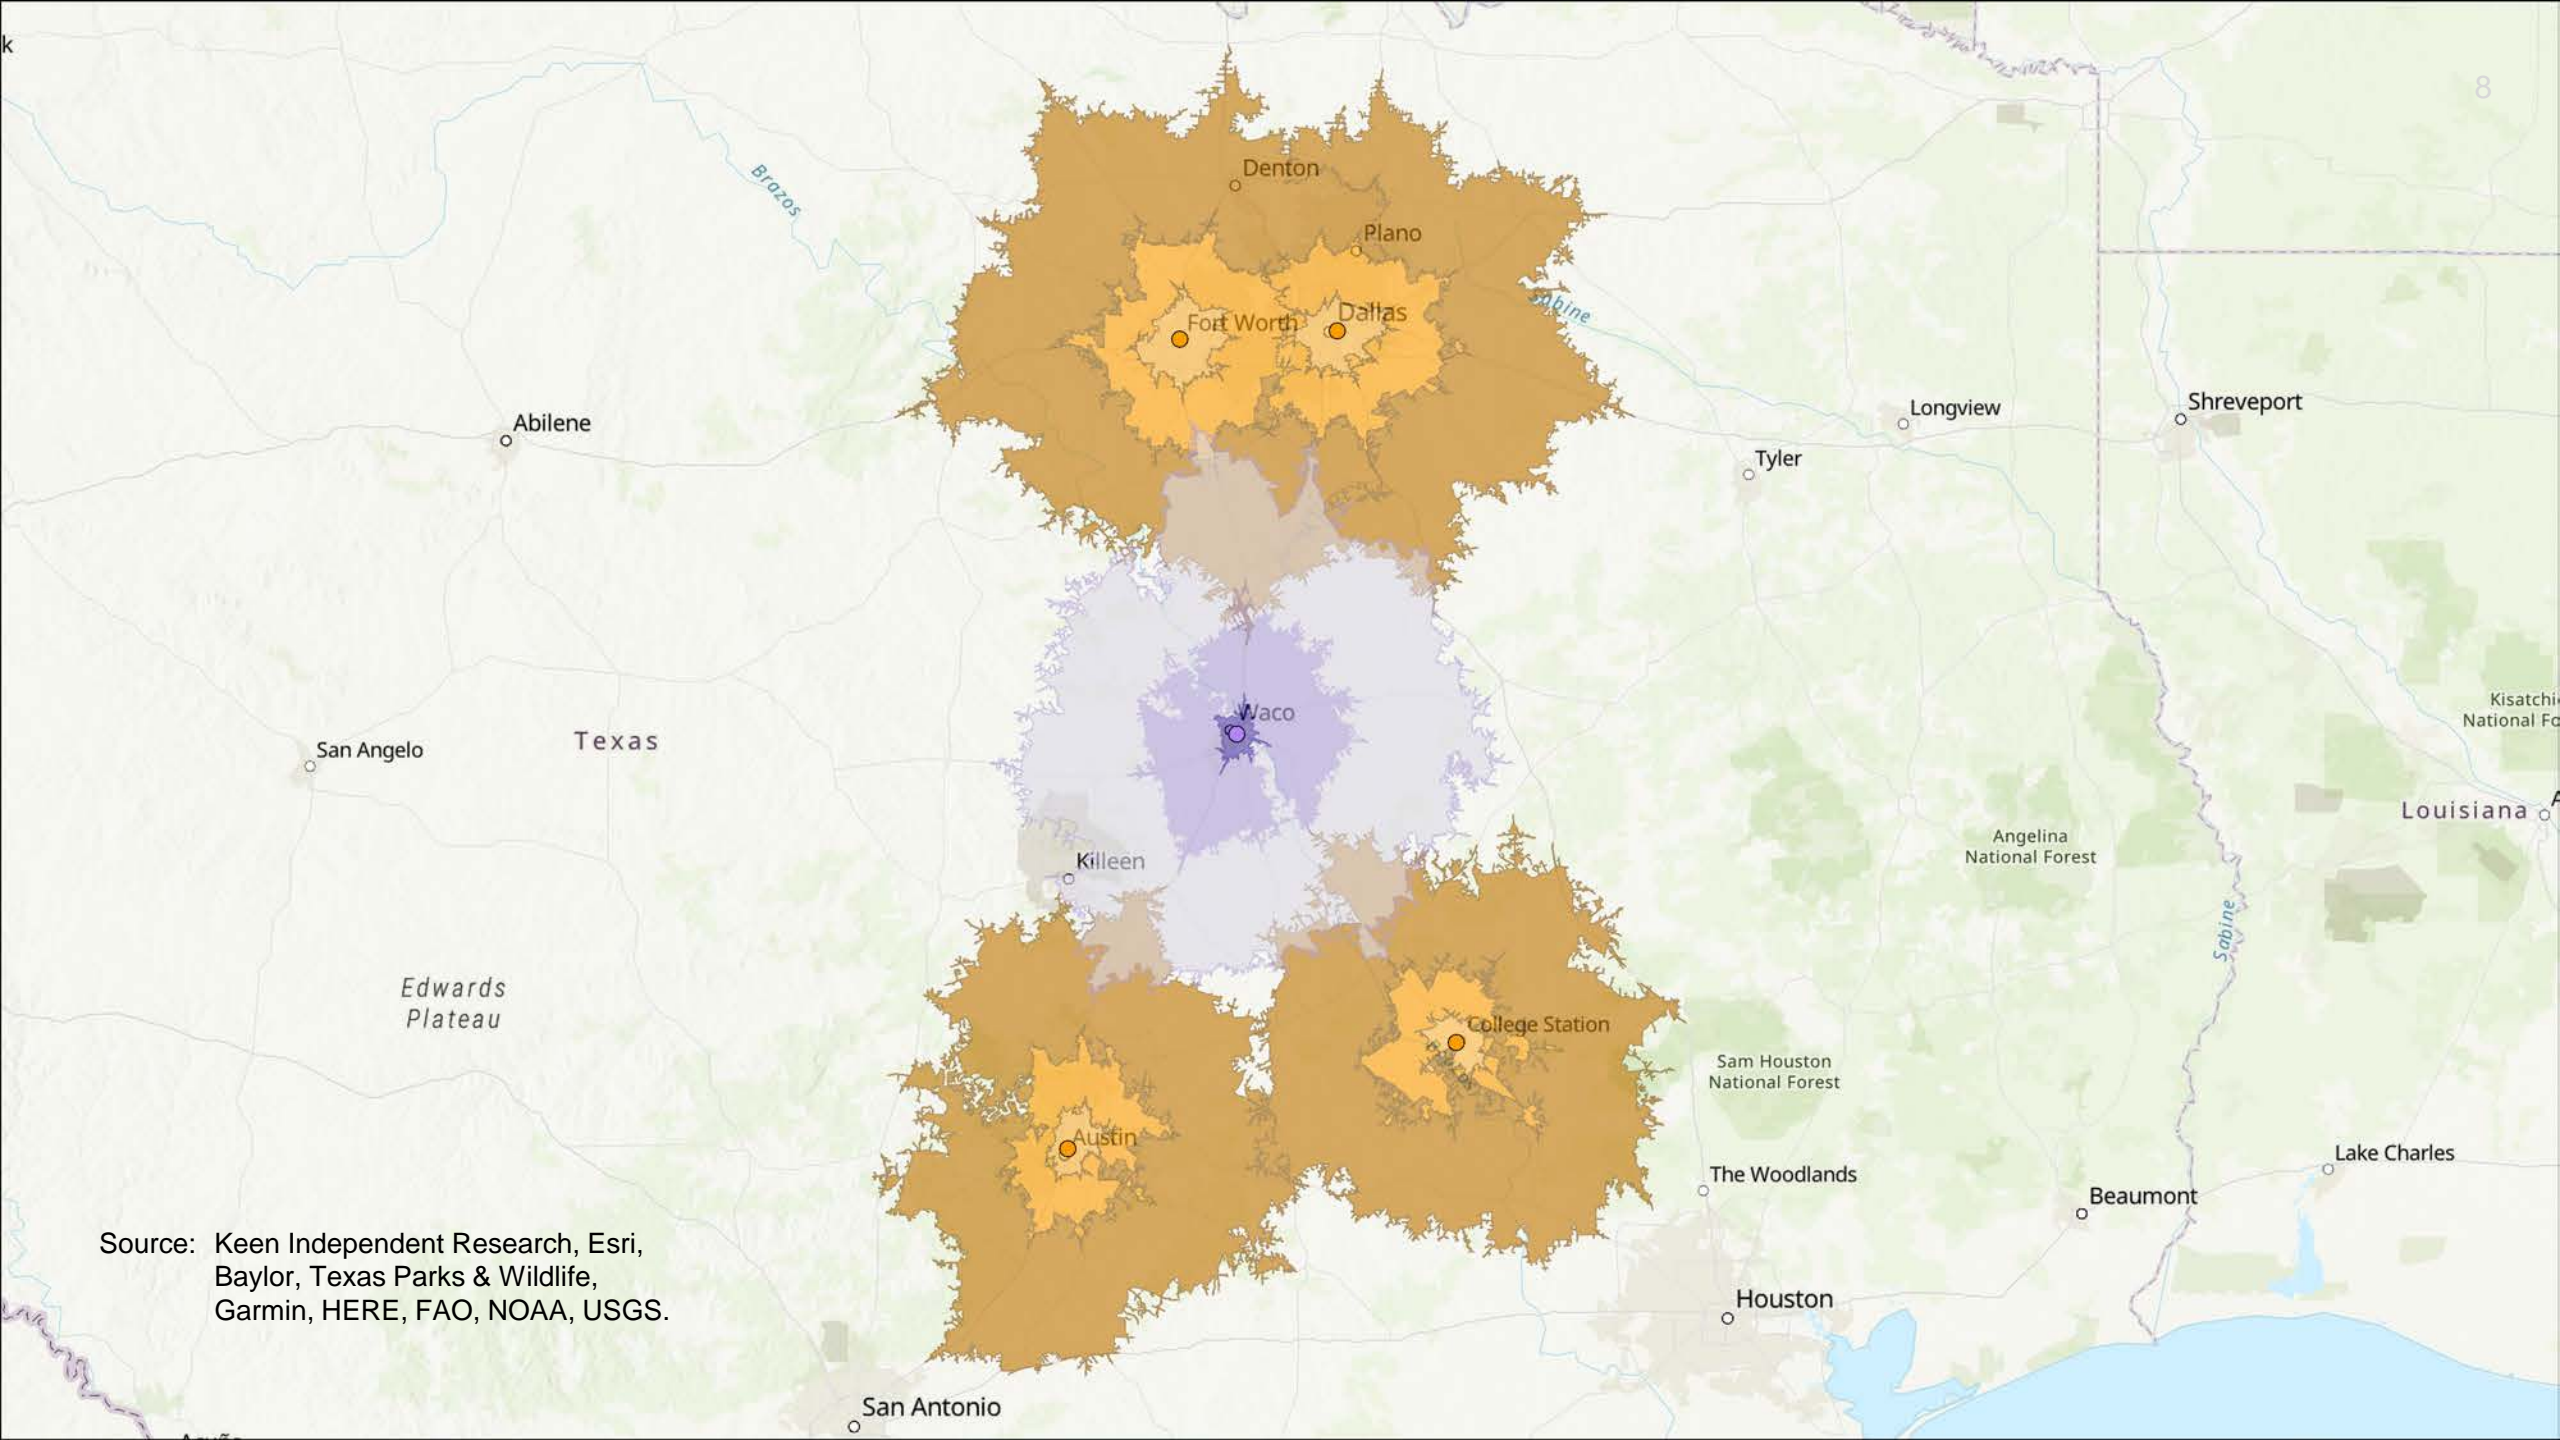 k
8
Denton
Brazos
Plano
Sabine
Dallas
Fort Worth
Longview
Shreveport
Abilene
Tyler
Kisatchi
National Fo
Waco
San Angelo
Texas
Louisiana
A
Angelina
National Forest
Killeen
Sabine
Edwards
Plateau
College Station
Sam Houston
National Forest
Austin
Lake Charles
The Woodlands
Beaumont
Source: Keen Independent Research, Esri,
Baylor, Texas Parks & Wildlife,
Garmin, HERE, FAO, NOAA, USGS.
Houston
San Antonio